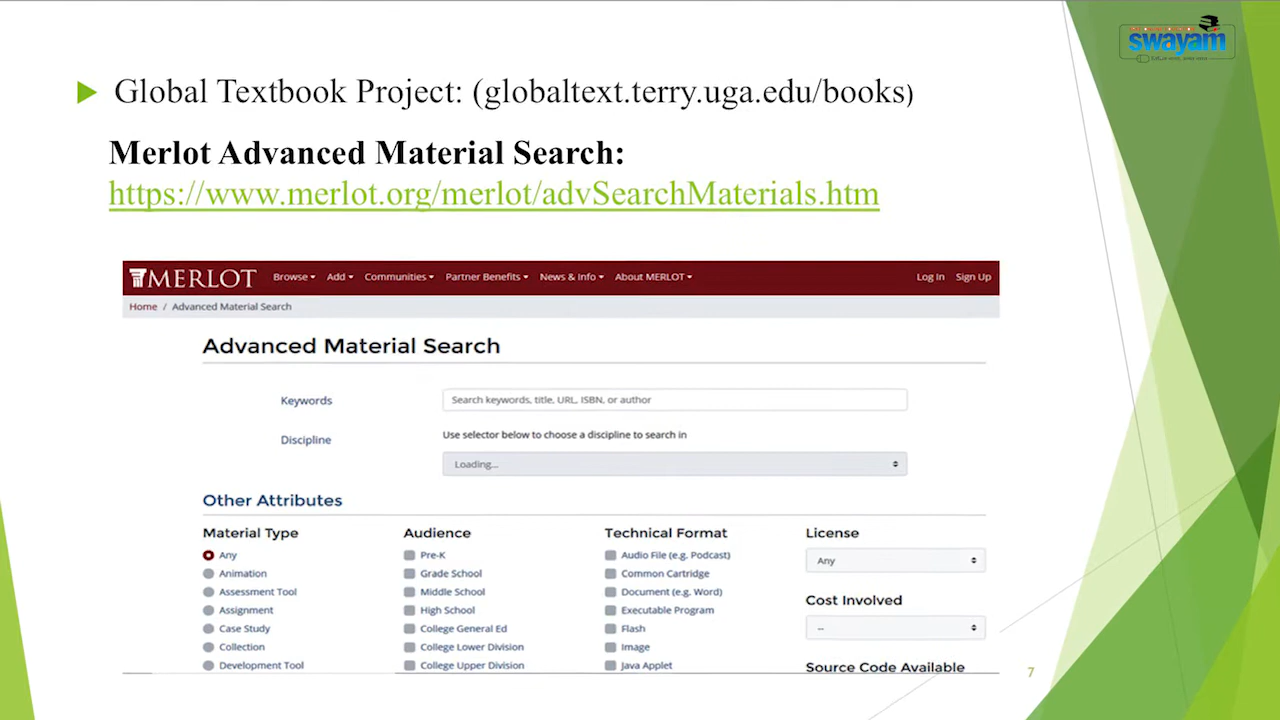 swayam
Global Textbook Project: (globaltext.terry.uga.edu/books)
Merlot Advanced Material Search:
https://www.merlot.org/merlot/advSearchMaterials.htm
MERLOT Browse Add Communities Partner Benefits News & Info About MERLOT Log In Sign Up
Home / Advanced Material Search
Advanced Material Search
Keywords Search keywords, title, URL, ISBN, or author
Discipline Use selector below to choose a discipline to search in
Loading...
Other Attributes
Material Type Audience Technical Format License
Any Pre-K Audio File (e.g. Podcast) Any
Animation Grade School Common Cartridge
Assessment Tool Middle School Document (e.g. Word) Cost Involved
Assignment High School Executable Program
Case Study College General Ed Flash --
Collection College Lower Division Image
Development Tool College Upper Division Java Applet Source Code Available
7